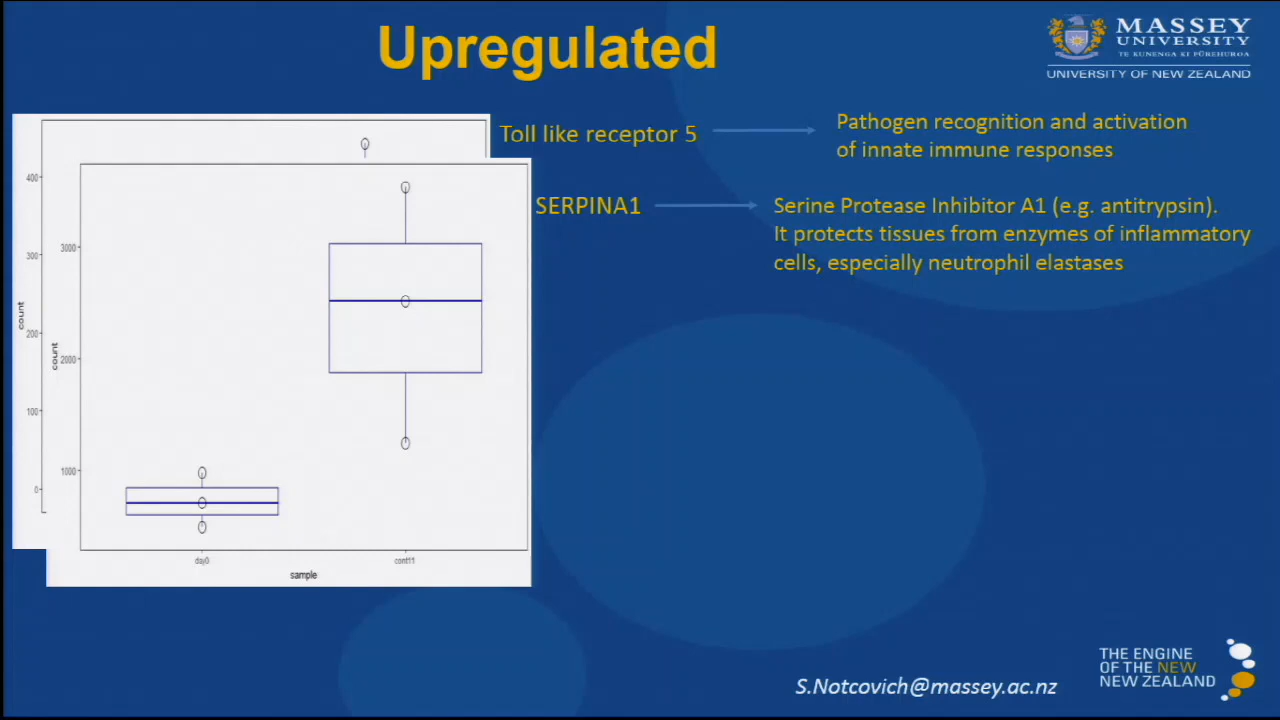 Upregulated
MASSEY
UNIVERSITY
TE KUNENGA KI PŪREHUROA
UNIVERSITY OF NEW ZEALAND
Toll like receptor 5
Pathogen recognition and activation
of innate immune responses
SERPINA1
Serine Protease Inhibitor A1 (e.g. antitrypsin).
It protects tissues from enzymes of inflammatory
cells, especially neutrophil elastases
400
300
200
100
0
count
3000
2000
1000
count
day0
cont11
sample
S.Notcovich@massey.ac.nz
THE ENGINE
OF THE NEW
NEW ZEALAND